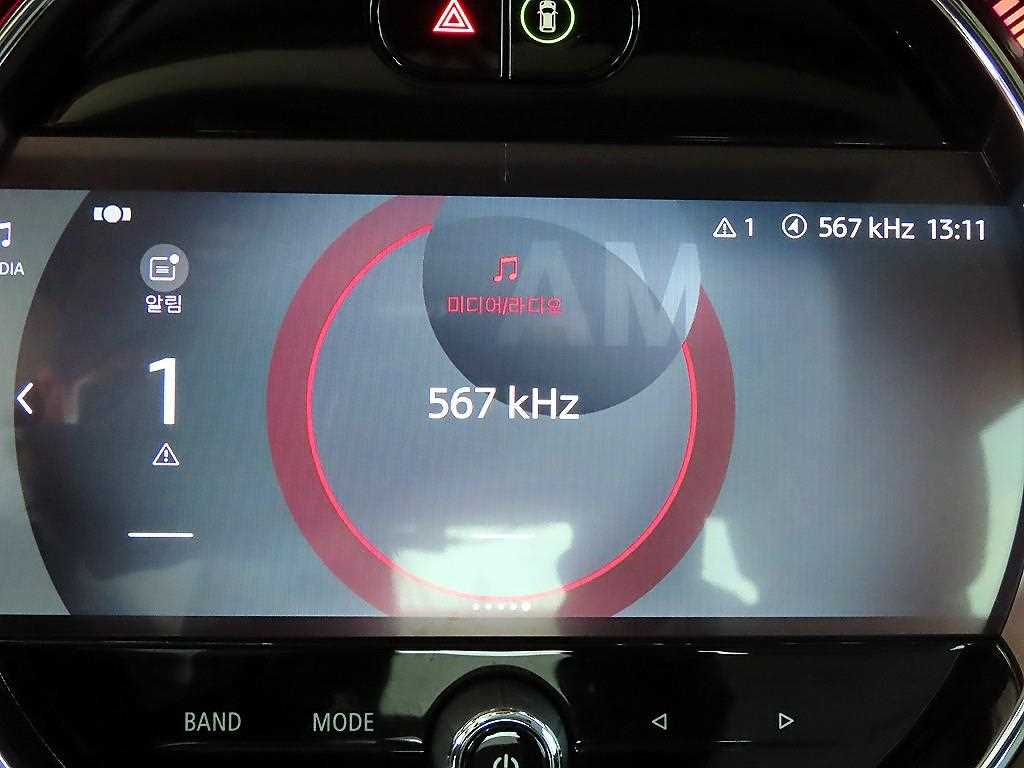 1 567 kHz 13:11
DIA
알림
1
미디어/라디오
AM
567 kHz
BAND MODE